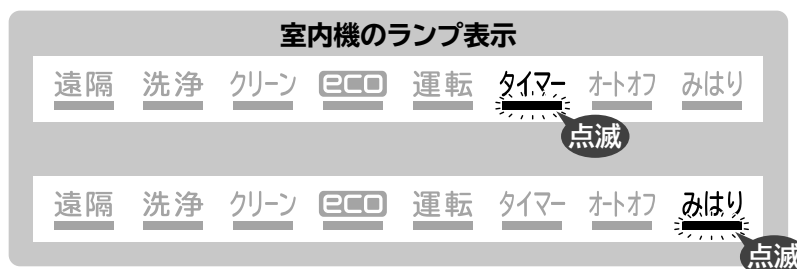 室内機のランプ表示
遠隔 洗浄 クリーン eco 運転 タイマー オートオフ みはり
点滅
遠隔 洗浄 クリーン eco 運転 タイマー オートオフ みはり
点滅